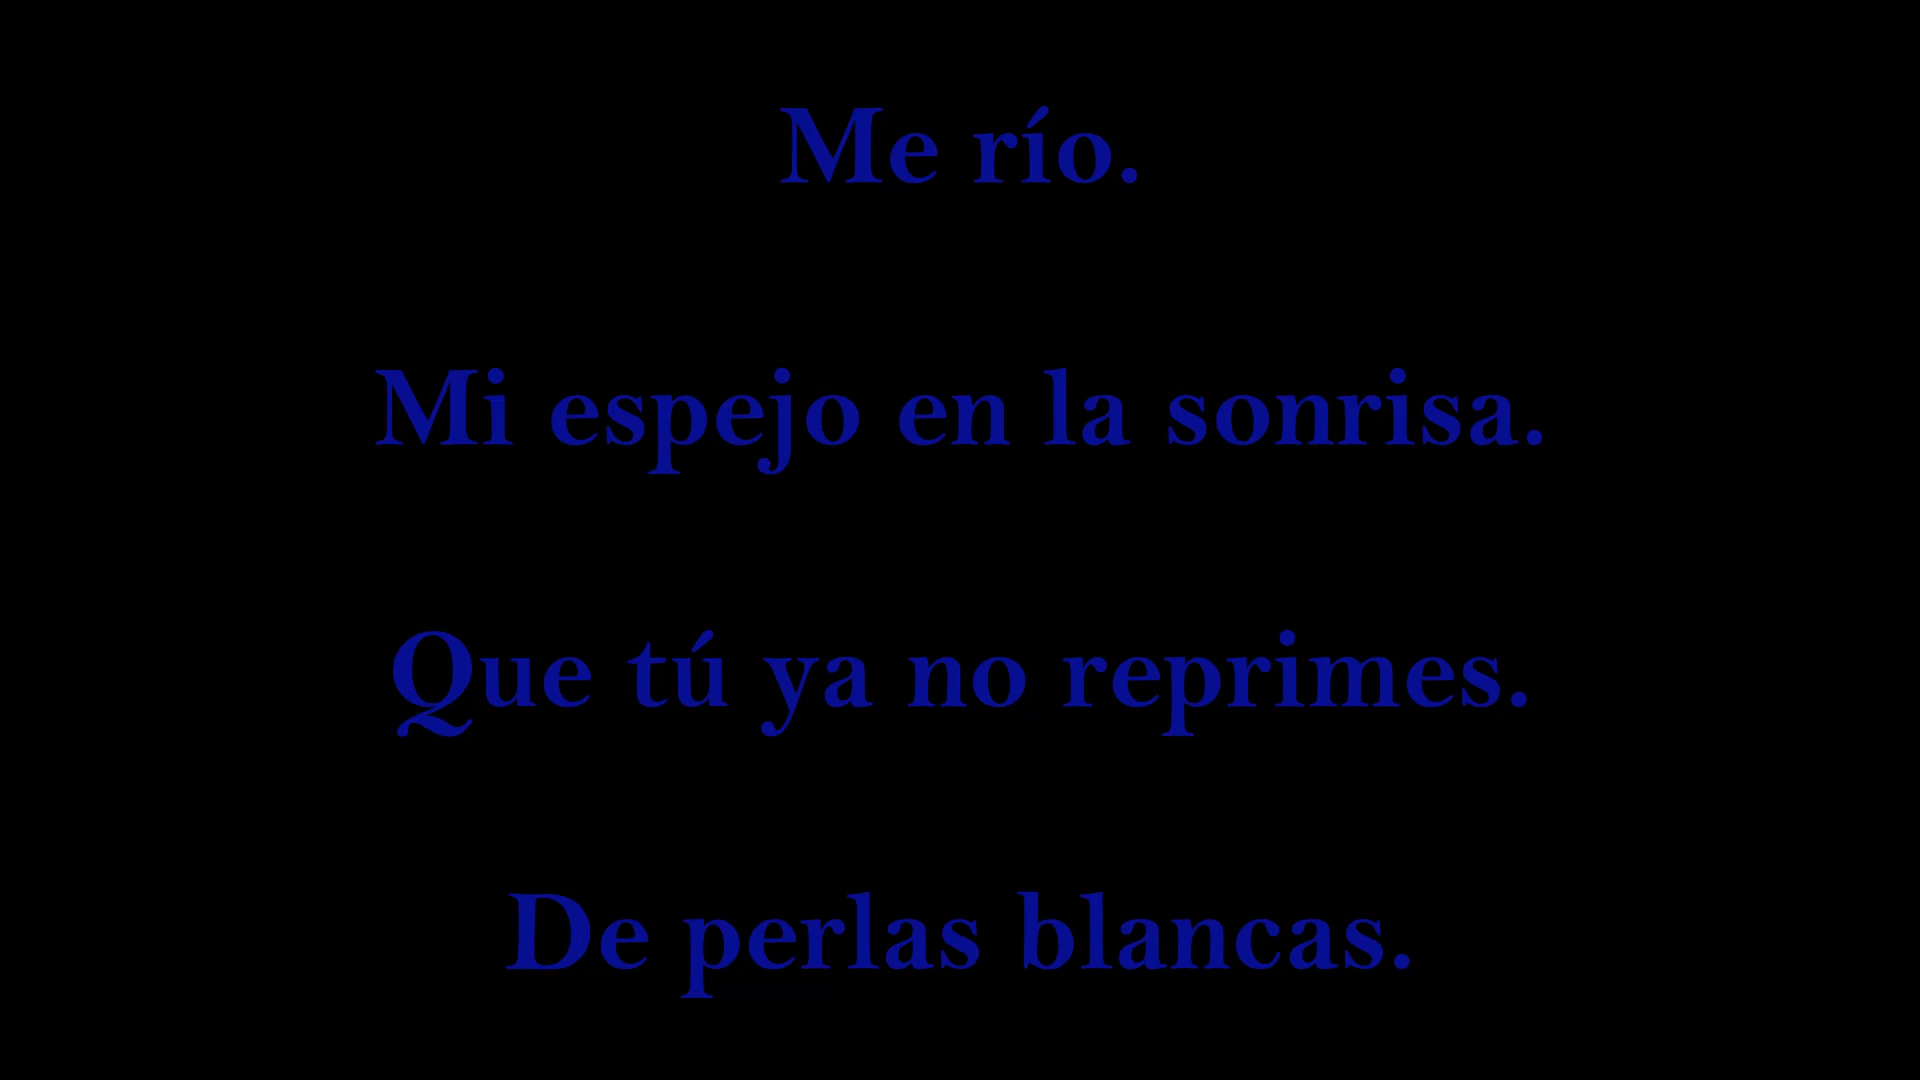 Me río.
Mi espejo en la sonrisa.
Que tú ya no reprimes.
De perlas blancas.